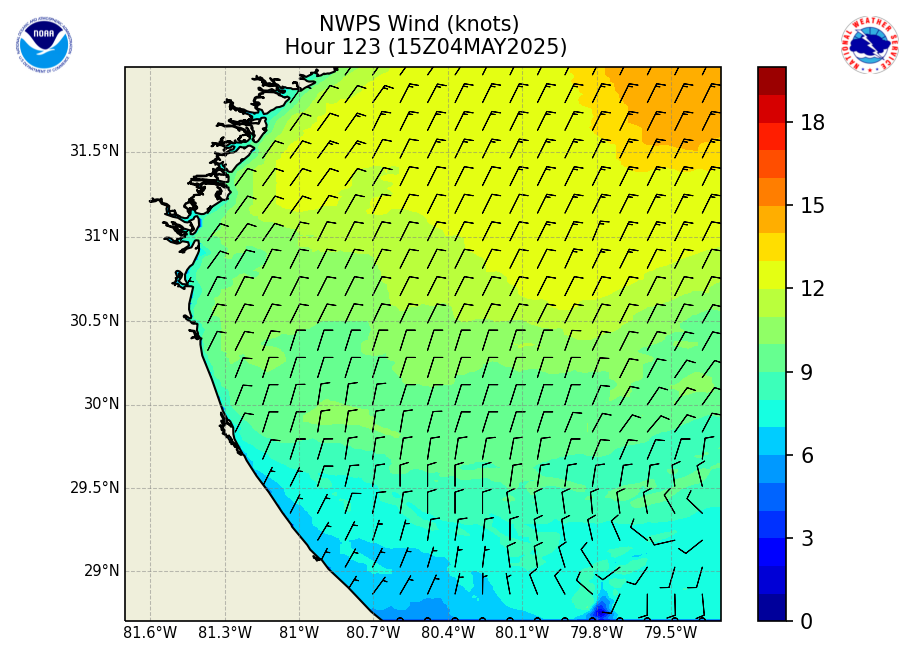 NWPS Wind (knots)
Hour 123 (15Z04MAY2025)
NOAA
NATIONAL WEATHER SERVICE
31.5°N
31°N
30.5°N
30°N
29.5°N
29°N
81.6°W 81.3°W 81°W 80.7°W 80.4°W 80.1°W 79.8°W 79.5°W
18
15
12
9
6
3
0